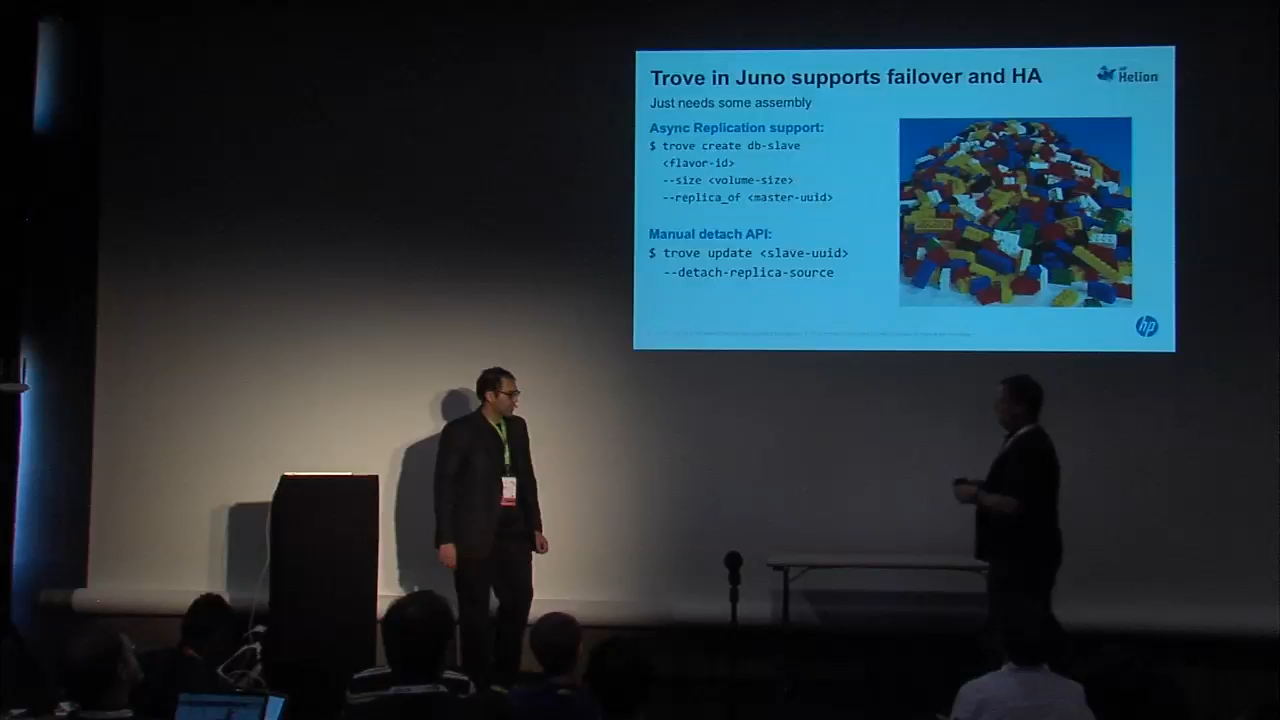 Trove in Juno supports failover and HA
HP Helion
Just needs some assembly
Async Replication support:
$ trove create db-slave
<flavor-id>
--size <volume-size>
--replica_of <master-uuid>
Manual detach API:
$ trove update <slave-uuid>
--detach-replica-source
hp